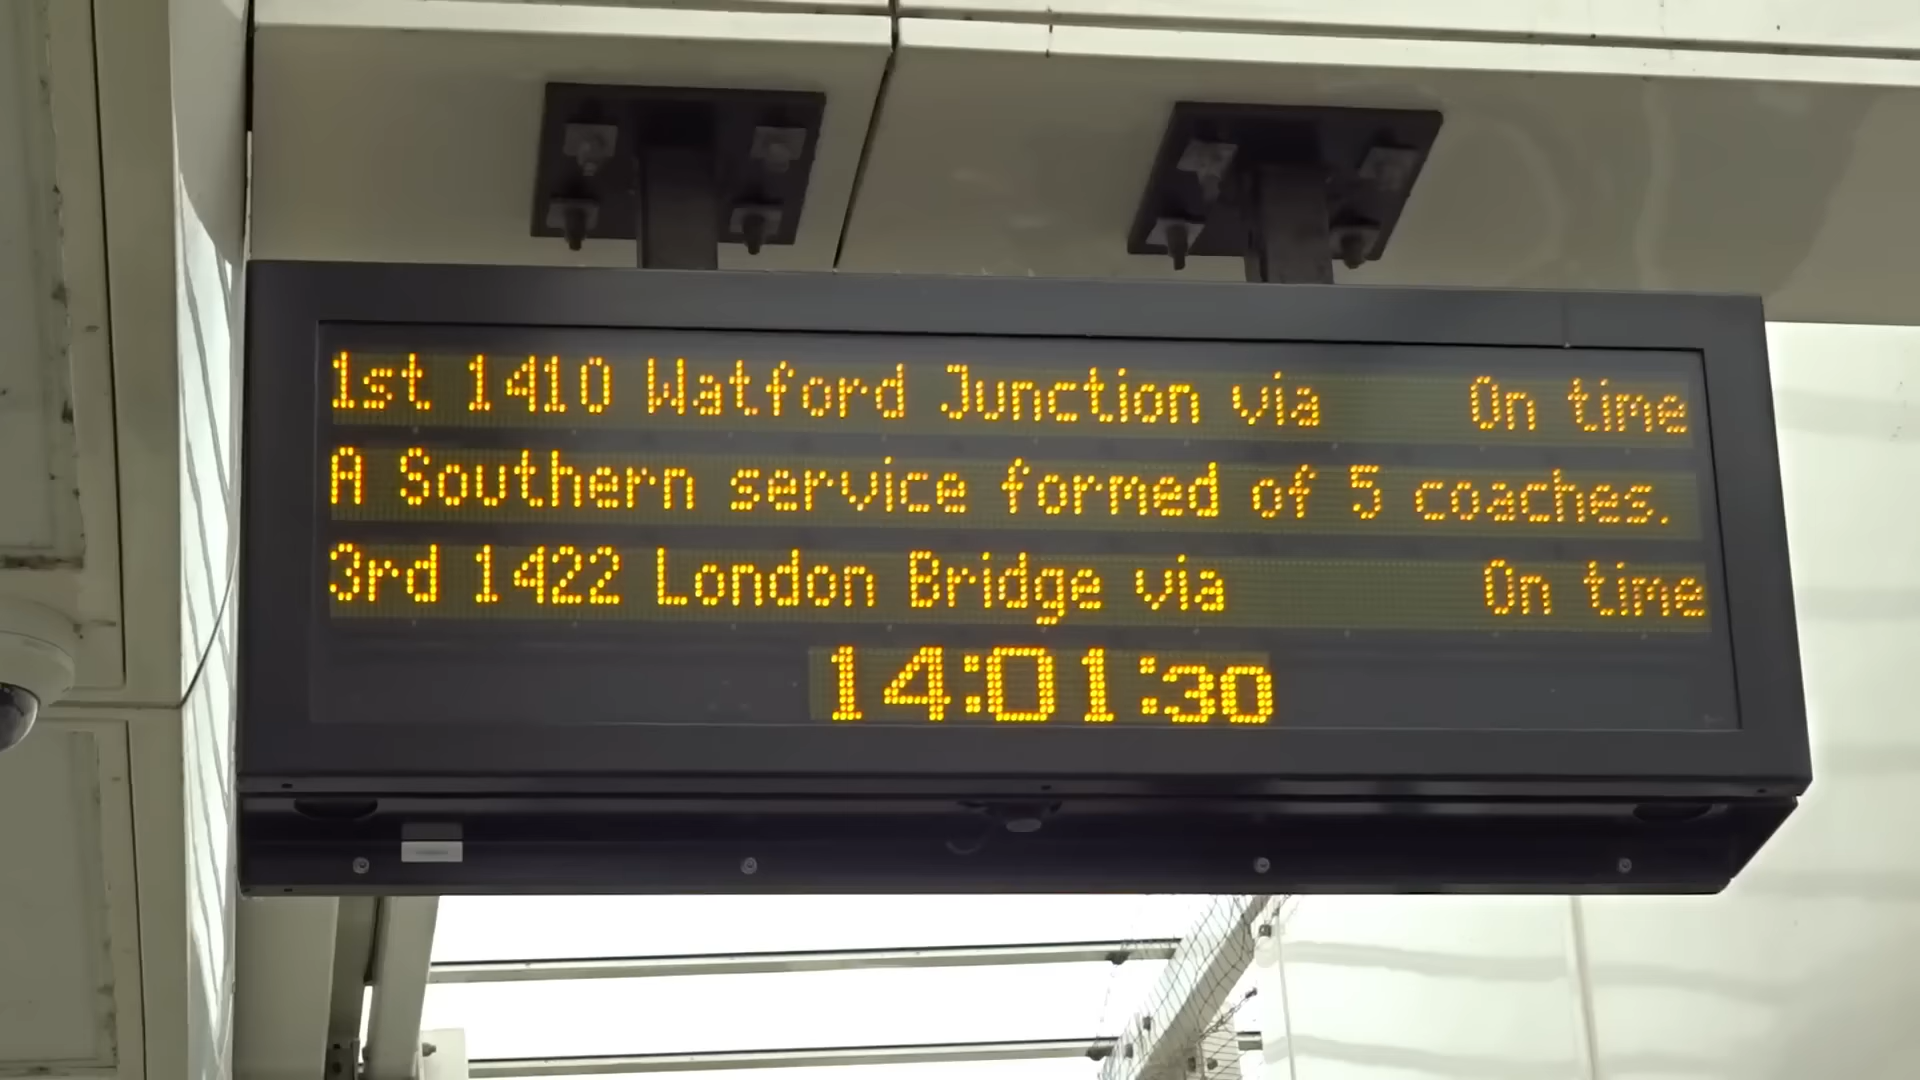 1st 1410 Watford Junction via On time
A Southern service formed of 5 coaches.
3rd 1422 London Bridge via On time
14:01:30